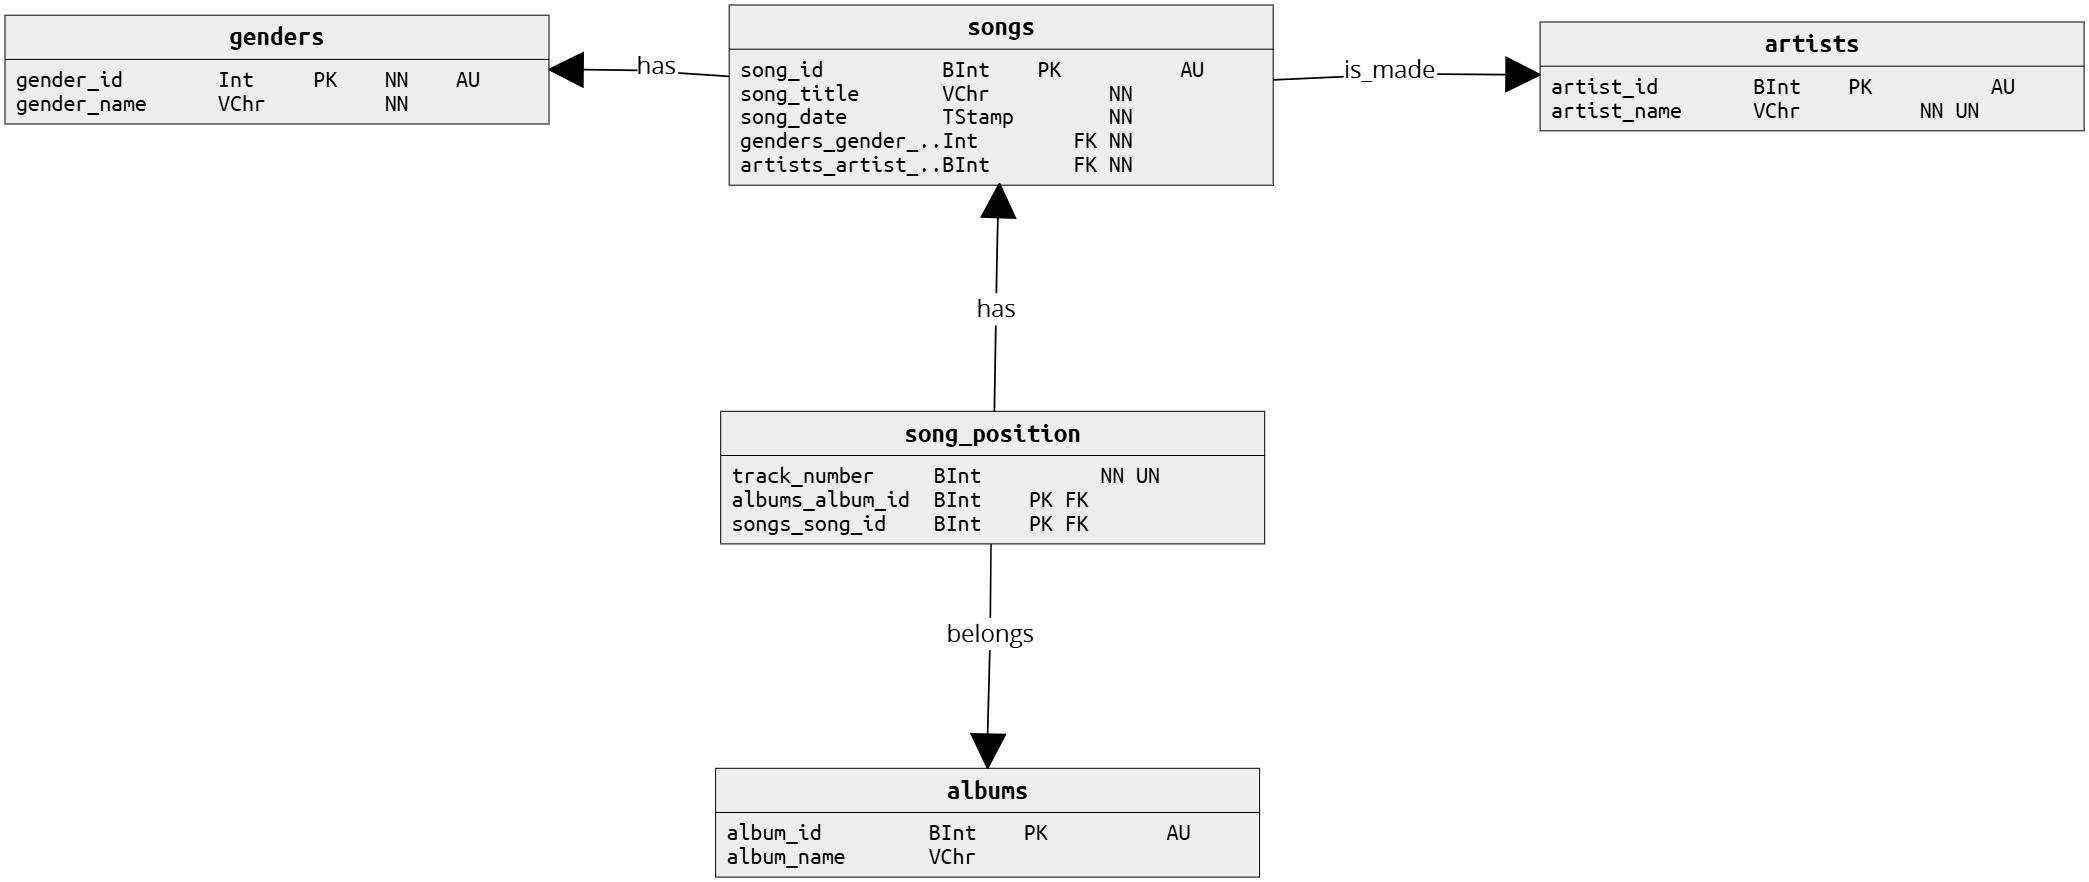 genders
gender_id Int PK NN AU
gender_name VChr NN
has
songs
song_id BInt PK AU
song_title VChr NN
song_date TStamp NN
genders_gender_..Int FK NN
artists_artist_..BInt FK NN
is_made
artists
artist_id BInt PK AU
artist_name VChr NN UN
has
song_position
track_number BInt NN UN
albums_album_id BInt PK FK
songs_song_id BInt PK FK
belongs
albums
album_id BInt PK AU
album_name VChr